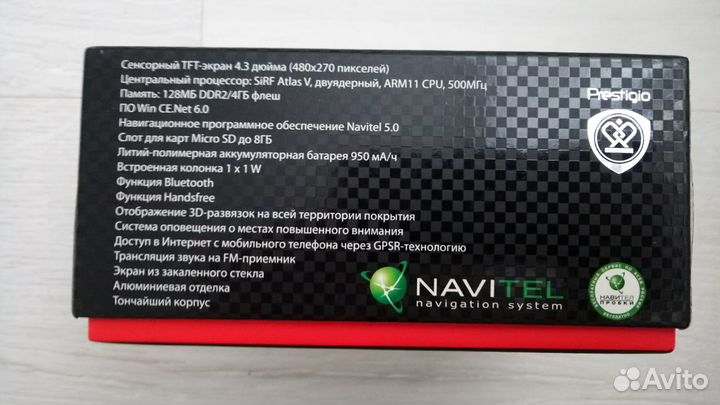 Сенсорный TFT-экран 4.3 дюйма (480x270 пикселей)
Центральный процессор: SiRF Atlas V, двуядерный, ARM11 CPU, 500МГц
Память: 128МБ DDR2/4ГБ флеш
ПО Win CE.Net 6.0
Навигационное программное обеспечение Navitel 5.0
Слот для карт Micro SD до 8ГБ
Литий-полимерная аккумуляторная батарея 950 мА/ч
Встроенная колонка 1 x 1 W
Функция Bluetooth
Функция Handsfree
Отображение 3D-развязок на всей территории покрытия
Система оповещения о местах повышенного внимания
Доступ в Интернет с мобильного телефона через GPSR-технологию
Трансляция звука на FM-приемник
Экран из закаленного стекла
Алюминиевая отделка
Тончайший корпус
Prestigio
NAVITEL
navigation system
НАВИТЕЛ
ПРОБКИ
БЕСПЛАТНО
Avito